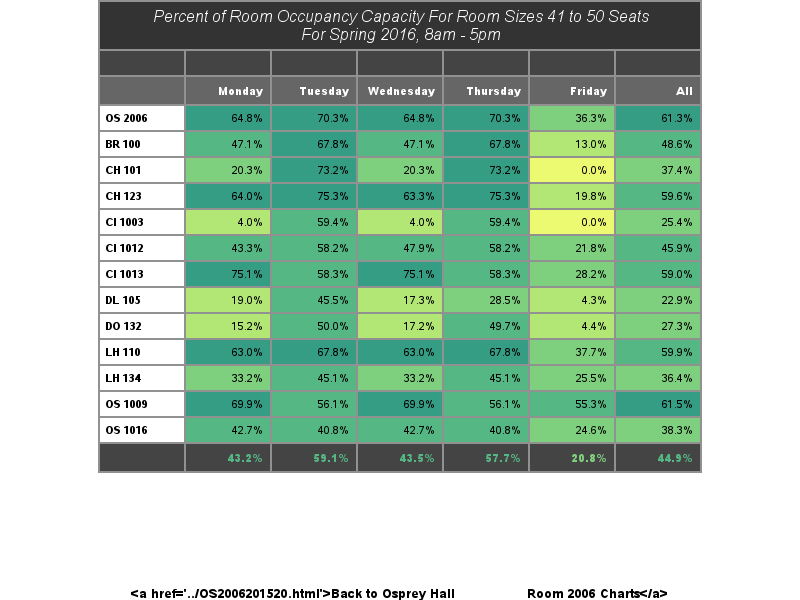 Percent of Room Occupancy Capacity For Room Sizes 41 to 50 Seats
For Spring 2016, 8am - 5pm
Monday Tuesday Wednesday Thursday Friday All
OS 2006 64.8% 70.3% 64.8% 70.3% 36.3% 61.3%
BR 100 47.1% 67.8% 47.1% 67.8% 13.0% 48.6%
CH 101 20.3% 73.2% 20.3% 73.2% 0.0% 37.4%
CH 123 64.0% 75.3% 63.3% 75.3% 19.8% 59.6%
CI 1003 4.0% 59.4% 4.0% 59.4% 0.0% 25.4%
CI 1012 43.3% 58.2% 47.9% 58.2% 21.8% 45.9%
CI 1013 75.1% 58.3% 75.1% 58.3% 28.2% 59.0%
DL 105 19.0% 45.5% 17.3% 28.5% 4.3% 22.9%
DO 132 15.2% 50.0% 17.2% 49.7% 4.4% 27.3%
LH 110 63.0% 67.8% 63.0% 67.8% 37.7% 59.9%
LH 134 33.2% 45.1% 33.2% 45.1% 25.5% 36.4%
OS 1009 69.9% 56.1% 69.9% 56.1% 55.3% 61.5%
OS 1016 42.7% 40.8% 42.7% 40.8% 24.6% 38.3%
43.2% 59.1% 43.5% 57.7% 20.8% 44.9%
<a href='../OS2006201520.html'>Back to Osprey Hall Room 2006 Charts</a>